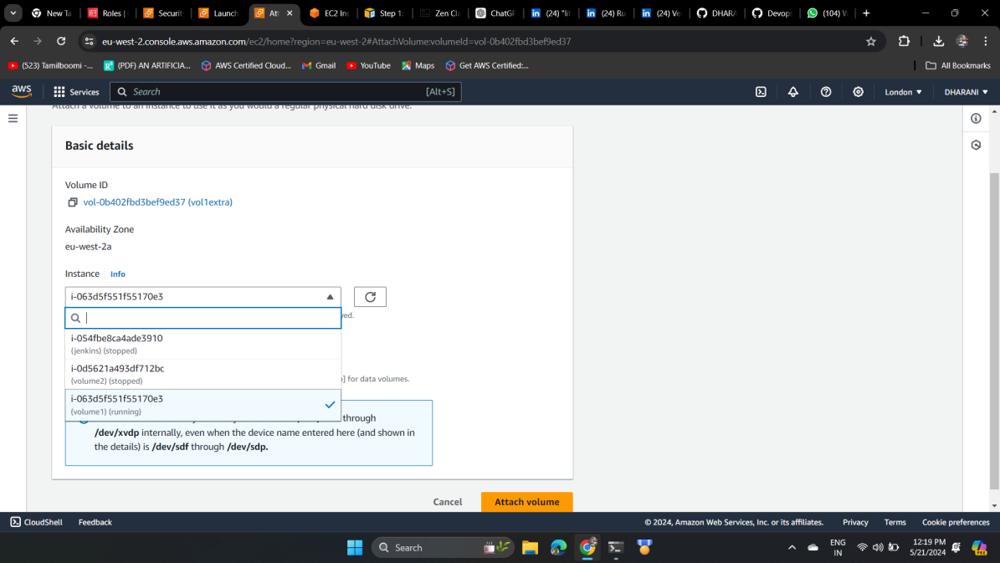 New Ta
Roles |
Securit
Launch
Att
EC2 Ins
Step 1:
Zen Cla
ChatGP
(24) "li
(24) Ru
(24) Ve
DHARA
Devops
(104) W
eu-west-2.console.aws.amazon.com/ec2/home?region=eu-west-2#AttachVolume:volumeId=vol-0b402fbd3bef9ed37
(523) Tamilboomi -...
(PDF) AN ARTIFICIA...
AWS Certified Cloud...
Gmail
YouTube
Maps
Get AWS Certified:...
All Bookmarks
aws
Services
Search
[Alt+S]
London
DHARANI
Attach a volume to an instance to use it as you would a regular physical hard disk drive.
Basic details
Volume ID
vol-0b402fbd3bef9ed37 (vol1extra)
Availability Zone
eu-west-2a
Instance
Info
i-063d5f551f55170e3
i-054fbe8ca4ade3910
(jenkins) (stopped)
i-0d5621a493df712bc
(volume2) (stopped)
] for data volumes.
i-063d5f551f55170e3
(volume1) (running)
through
/dev/xvdp internally, even when the device name entered here (and shown in
the details) is /dev/sdf through /dev/sdp.
Cancel
Attach volume
CloudShell
Feedback
© 2024, Amazon Web Services, Inc. or its affiliates.
Privacy
Terms
Cookie preferences
Search
ENG
IN
12:19 PM
5/21/2024
PRE